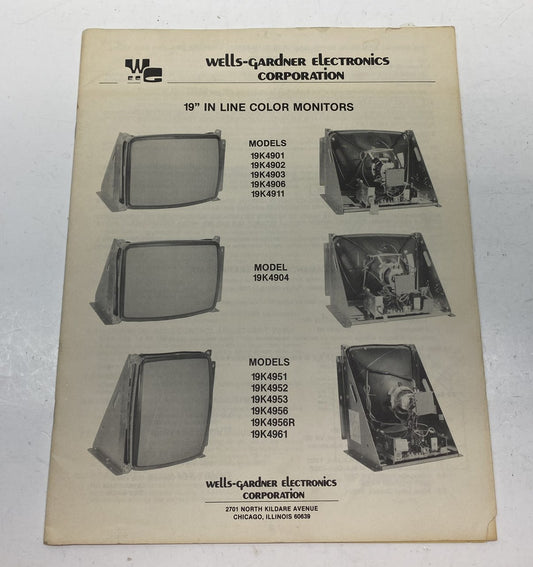 WG
Wells-Gardner Electronics
CORPORATION
19" IN LINE COLOR MONITORS
MODELS
19K4901
19K4902
19K4903
19K4906
19K4911
MODEL
19K4904
MODELS
19K4951
19K4952
19K4953
19K4956
19K4956R
19K4961
Wells-Gardner Electronics
CORPORATION
2701 NORTH KILDARE AVENUE
CHICAGO, ILLINOIS 60639